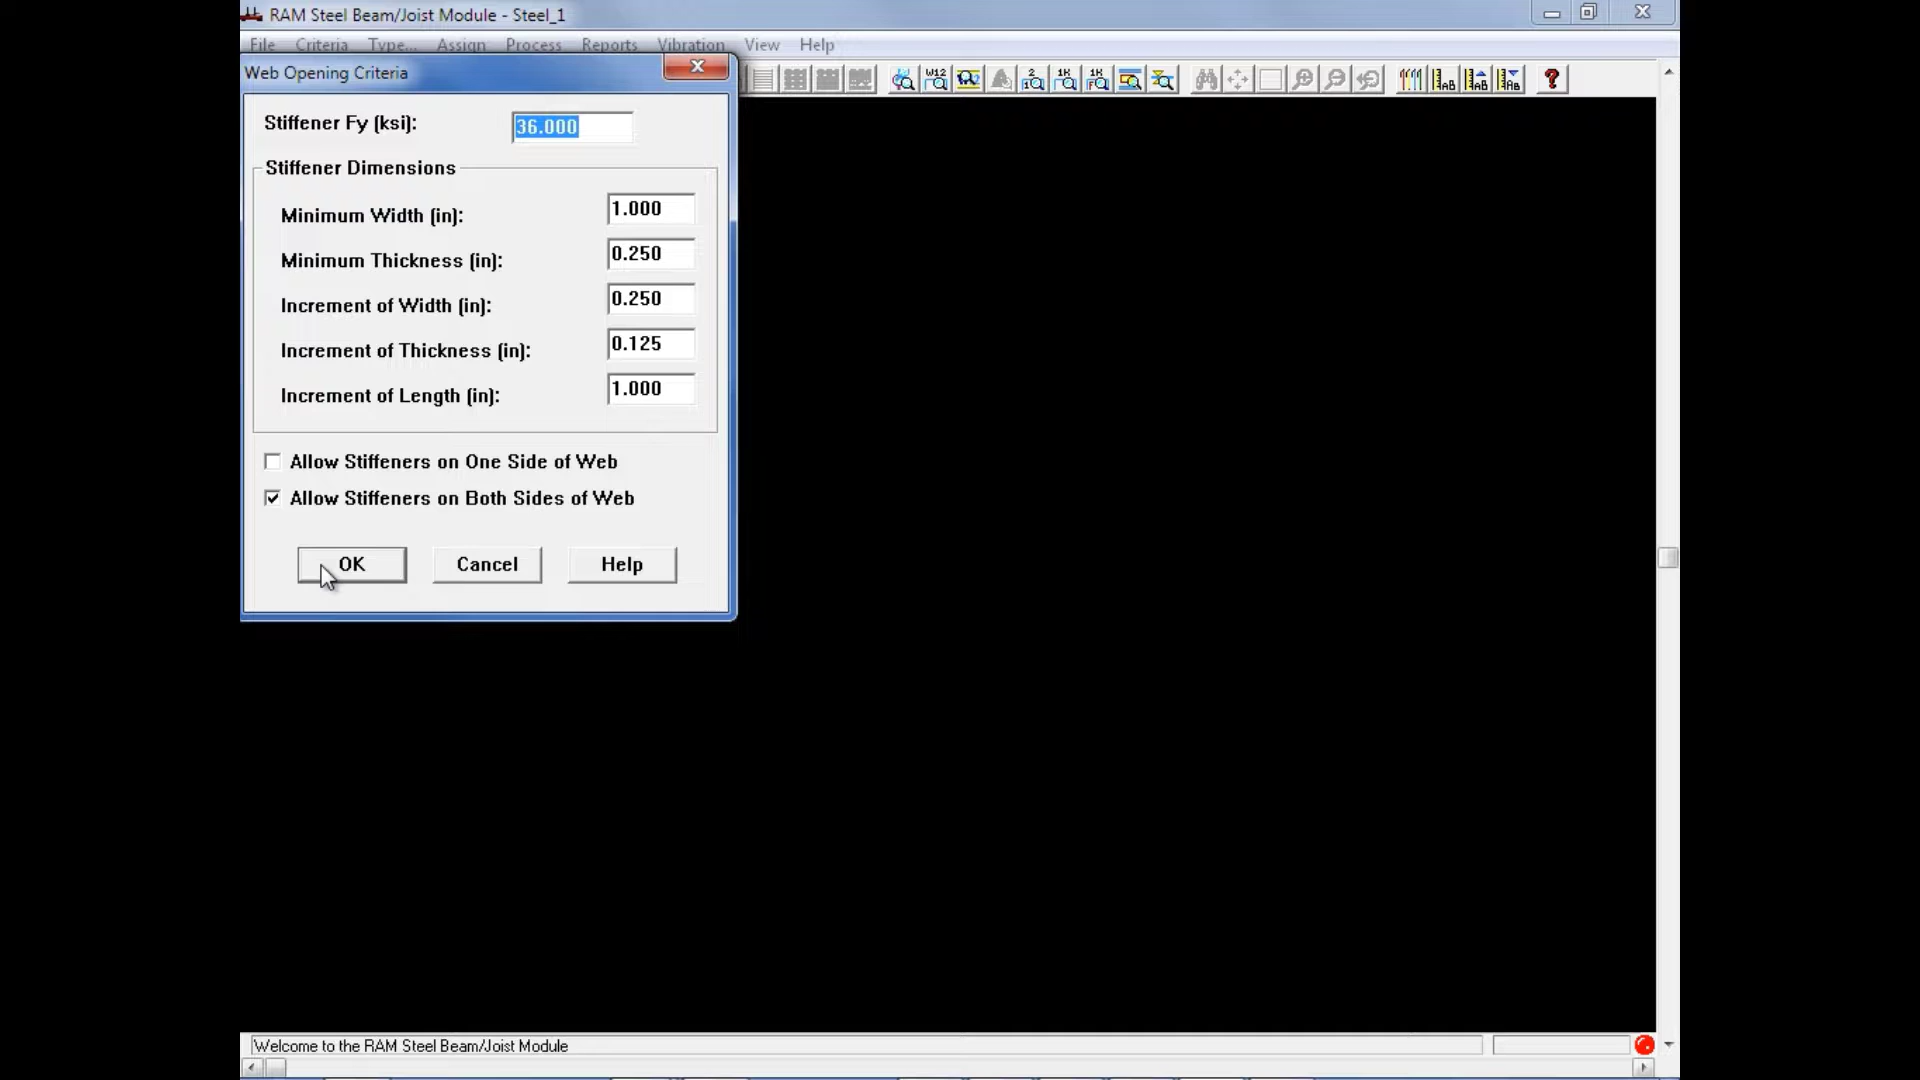 RAM Steel Beam/Joist Module - Steel_1
File Criteria Type... Assign Process Reports Vibration View Help
Web Opening Criteria
Stiffener Fy (ksi): 36.000
Stiffener Dimensions
Minimum Width (in): 1.000
Minimum Thickness (in): 0.250
Increment of Width (in): 0.250
Increment of Thickness (in): 0.125
Increment of Length (in): 1.000
Allow Stiffeners on One Side of Web
Allow Stiffeners on Both Sides of Web
OK Cancel Help
Welcome to the RAM Steel Beam/Joist Module